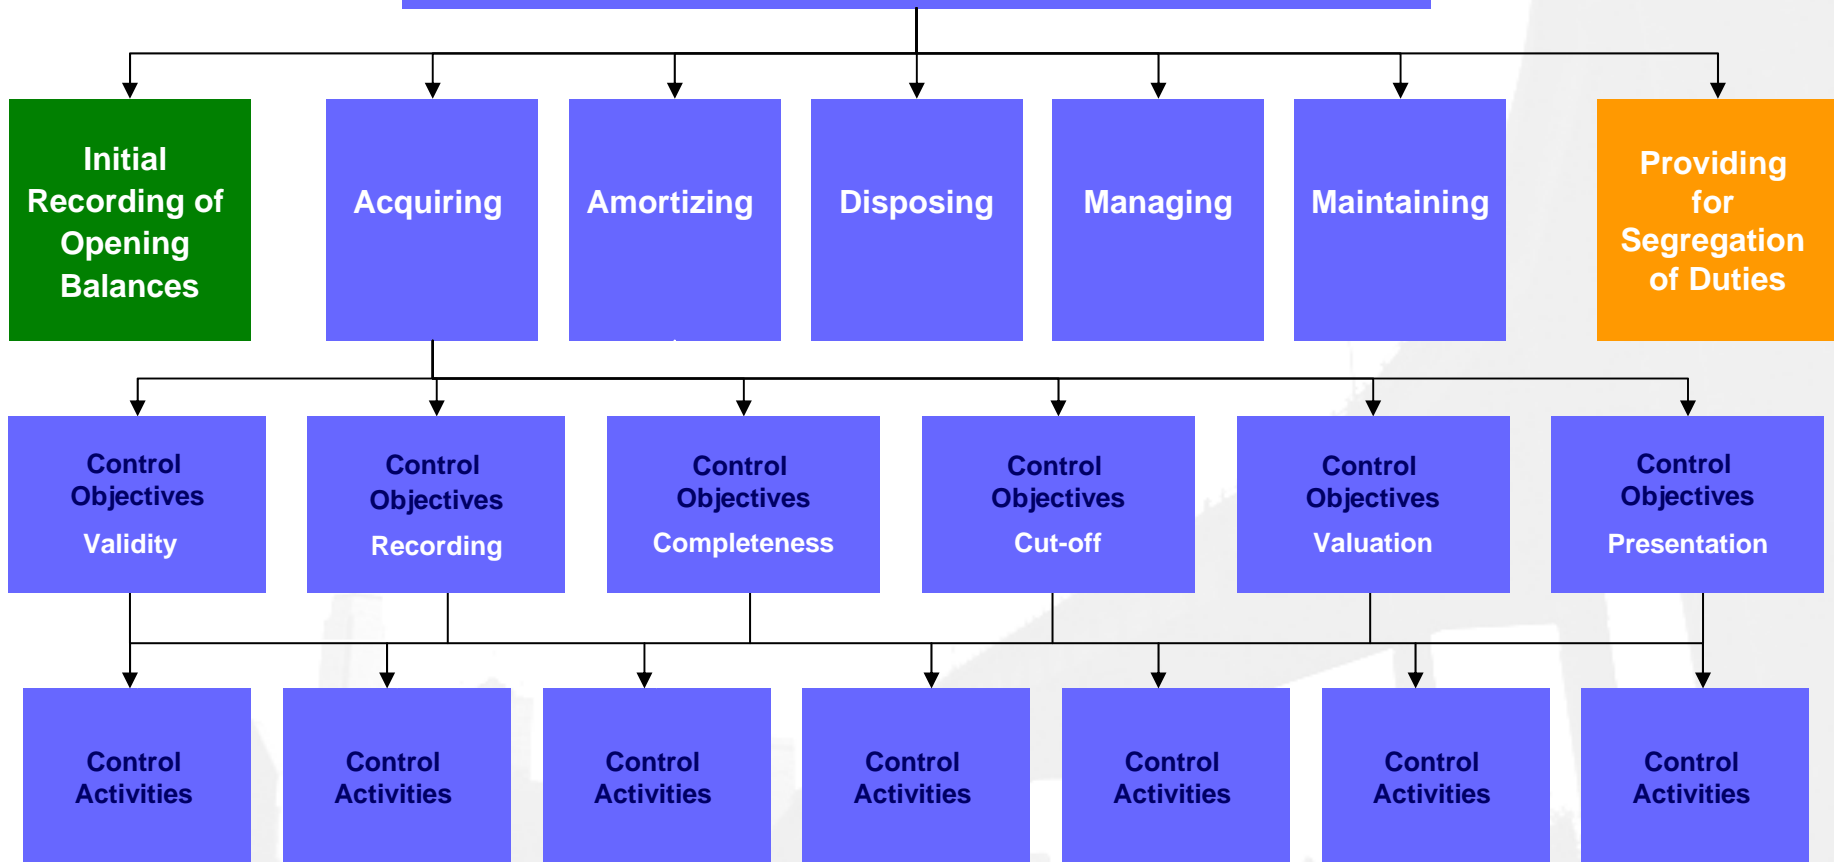 Initial
Recording of
Opening
Balances
Acquiring
Amortizing
Disposing
Managing
Maintaining
Providing
for
Segregation
of Duties
Control
Objectives
Validity
Control
Objectives
Recording
Control
Objectives
Completeness
Control
Objectives
Cut-off
Control
Objectives
Valuation
Control
Objectives
Presentation
Control
Activities
Control
Activities
Control
Activities
Control
Activities
Control
Activities
Control
Activities
Control
Activities